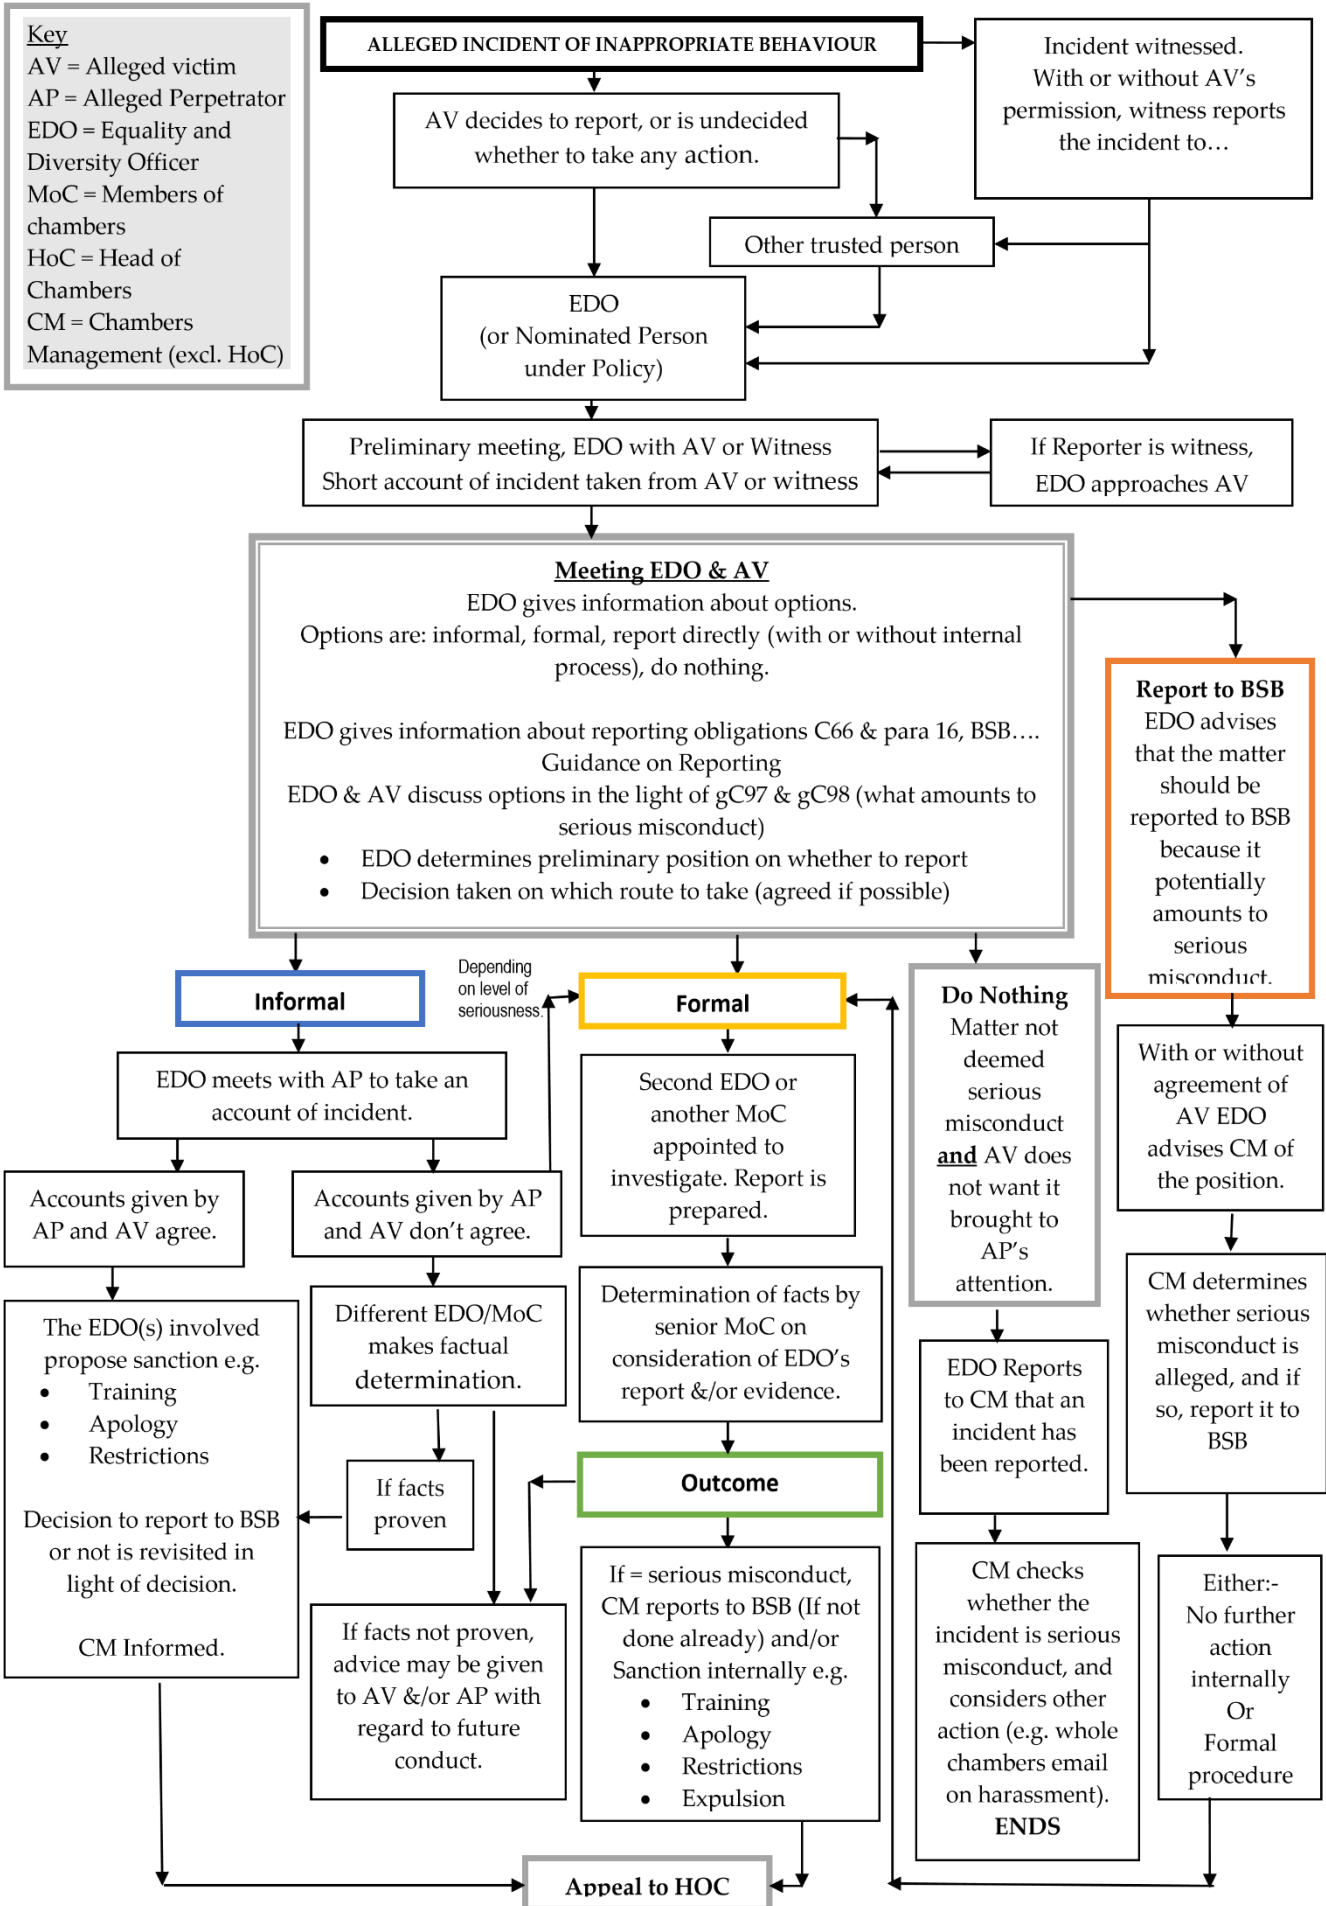 Key
AV = Alleged victim
AP = Alleged Perpetrator
EDO = Equality and
Diversity Officer
MoC = Members of
chambers
HoC = Head of
Chambers
CM = Chambers
Management (excl. HoC)
ALLEGED INCIDENT OF INAPPROPRIATE BEHAVIOUR
Incident witnessed.
With or without AV's
permission, witness reports
the incident to…
AV decides to report, or is undecided
whether to take any action.
Other trusted person
EDO
(or Nominated Person
under Policy)
Preliminary meeting, EDO with AV or Witness
Short account of incident taken from AV or witness
If Reporter is witness,
EDO approaches AV
Meeting EDO & AV
EDO gives information about options.
Options are: informal, formal, report directly (with or without internal
process), do nothing.
EDO gives information about reporting obligations C66 & para 16, BSB….
Guidance on Reporting
EDO & AV discuss options in the light of gC97 & gC98 (what amounts to
serious misconduct)
• EDO determines preliminary position on whether to report
• Decision taken on which route to take (agreed if possible)
Report to BSB
EDO advises
that the matter
should be
reported to BSB
because it
potentially
amounts to
serious
misconduct.
Informal
Depending
on level of
seriousness.
Formal
Do Nothing
Matter not
deemed
serious
misconduct
and AV does
not want it
brought to
AP's
attention.
With or without
agreement of
AV EDO
advises CM of
the position.
EDO meets with AP to take an
account of incident.
Second EDO or
another MoC
appointed to
investigate. Report is
prepared.
Accounts given by
AP and AV agree.
Accounts given by AP
and AV don't agree.
CM determines
whether serious
misconduct is
alleged, and if
so, report it to
BSB
The EDO(s) involved
propose sanction e.g.
• Training
• Apology
• Restrictions
Decision to report to BSB
or not is revisited in
light of decision.
CM Informed.
Different EDO/MoC
makes factual
determination.
Determination of facts by
senior MoC on
consideration of EDO's
report &/or evidence.
EDO Reports
to CM that an
incident has
been reported.
If facts
proven
Outcome
If facts not proven,
advice may be given
to AV &/or AP with
regard to future
conduct.
If = serious misconduct,
CM reports to BSB (If not
done already) and/or
Sanction internally e.g.
• Training
• Apology
• Restrictions
• Expulsion
CM checks
whether the
incident is serious
misconduct, and
considers other
action (e.g. whole
chambers email
on harassment).
ENDS
Either:-
No further
action
internally
Or
Formal
procedure
Appeal to HOC